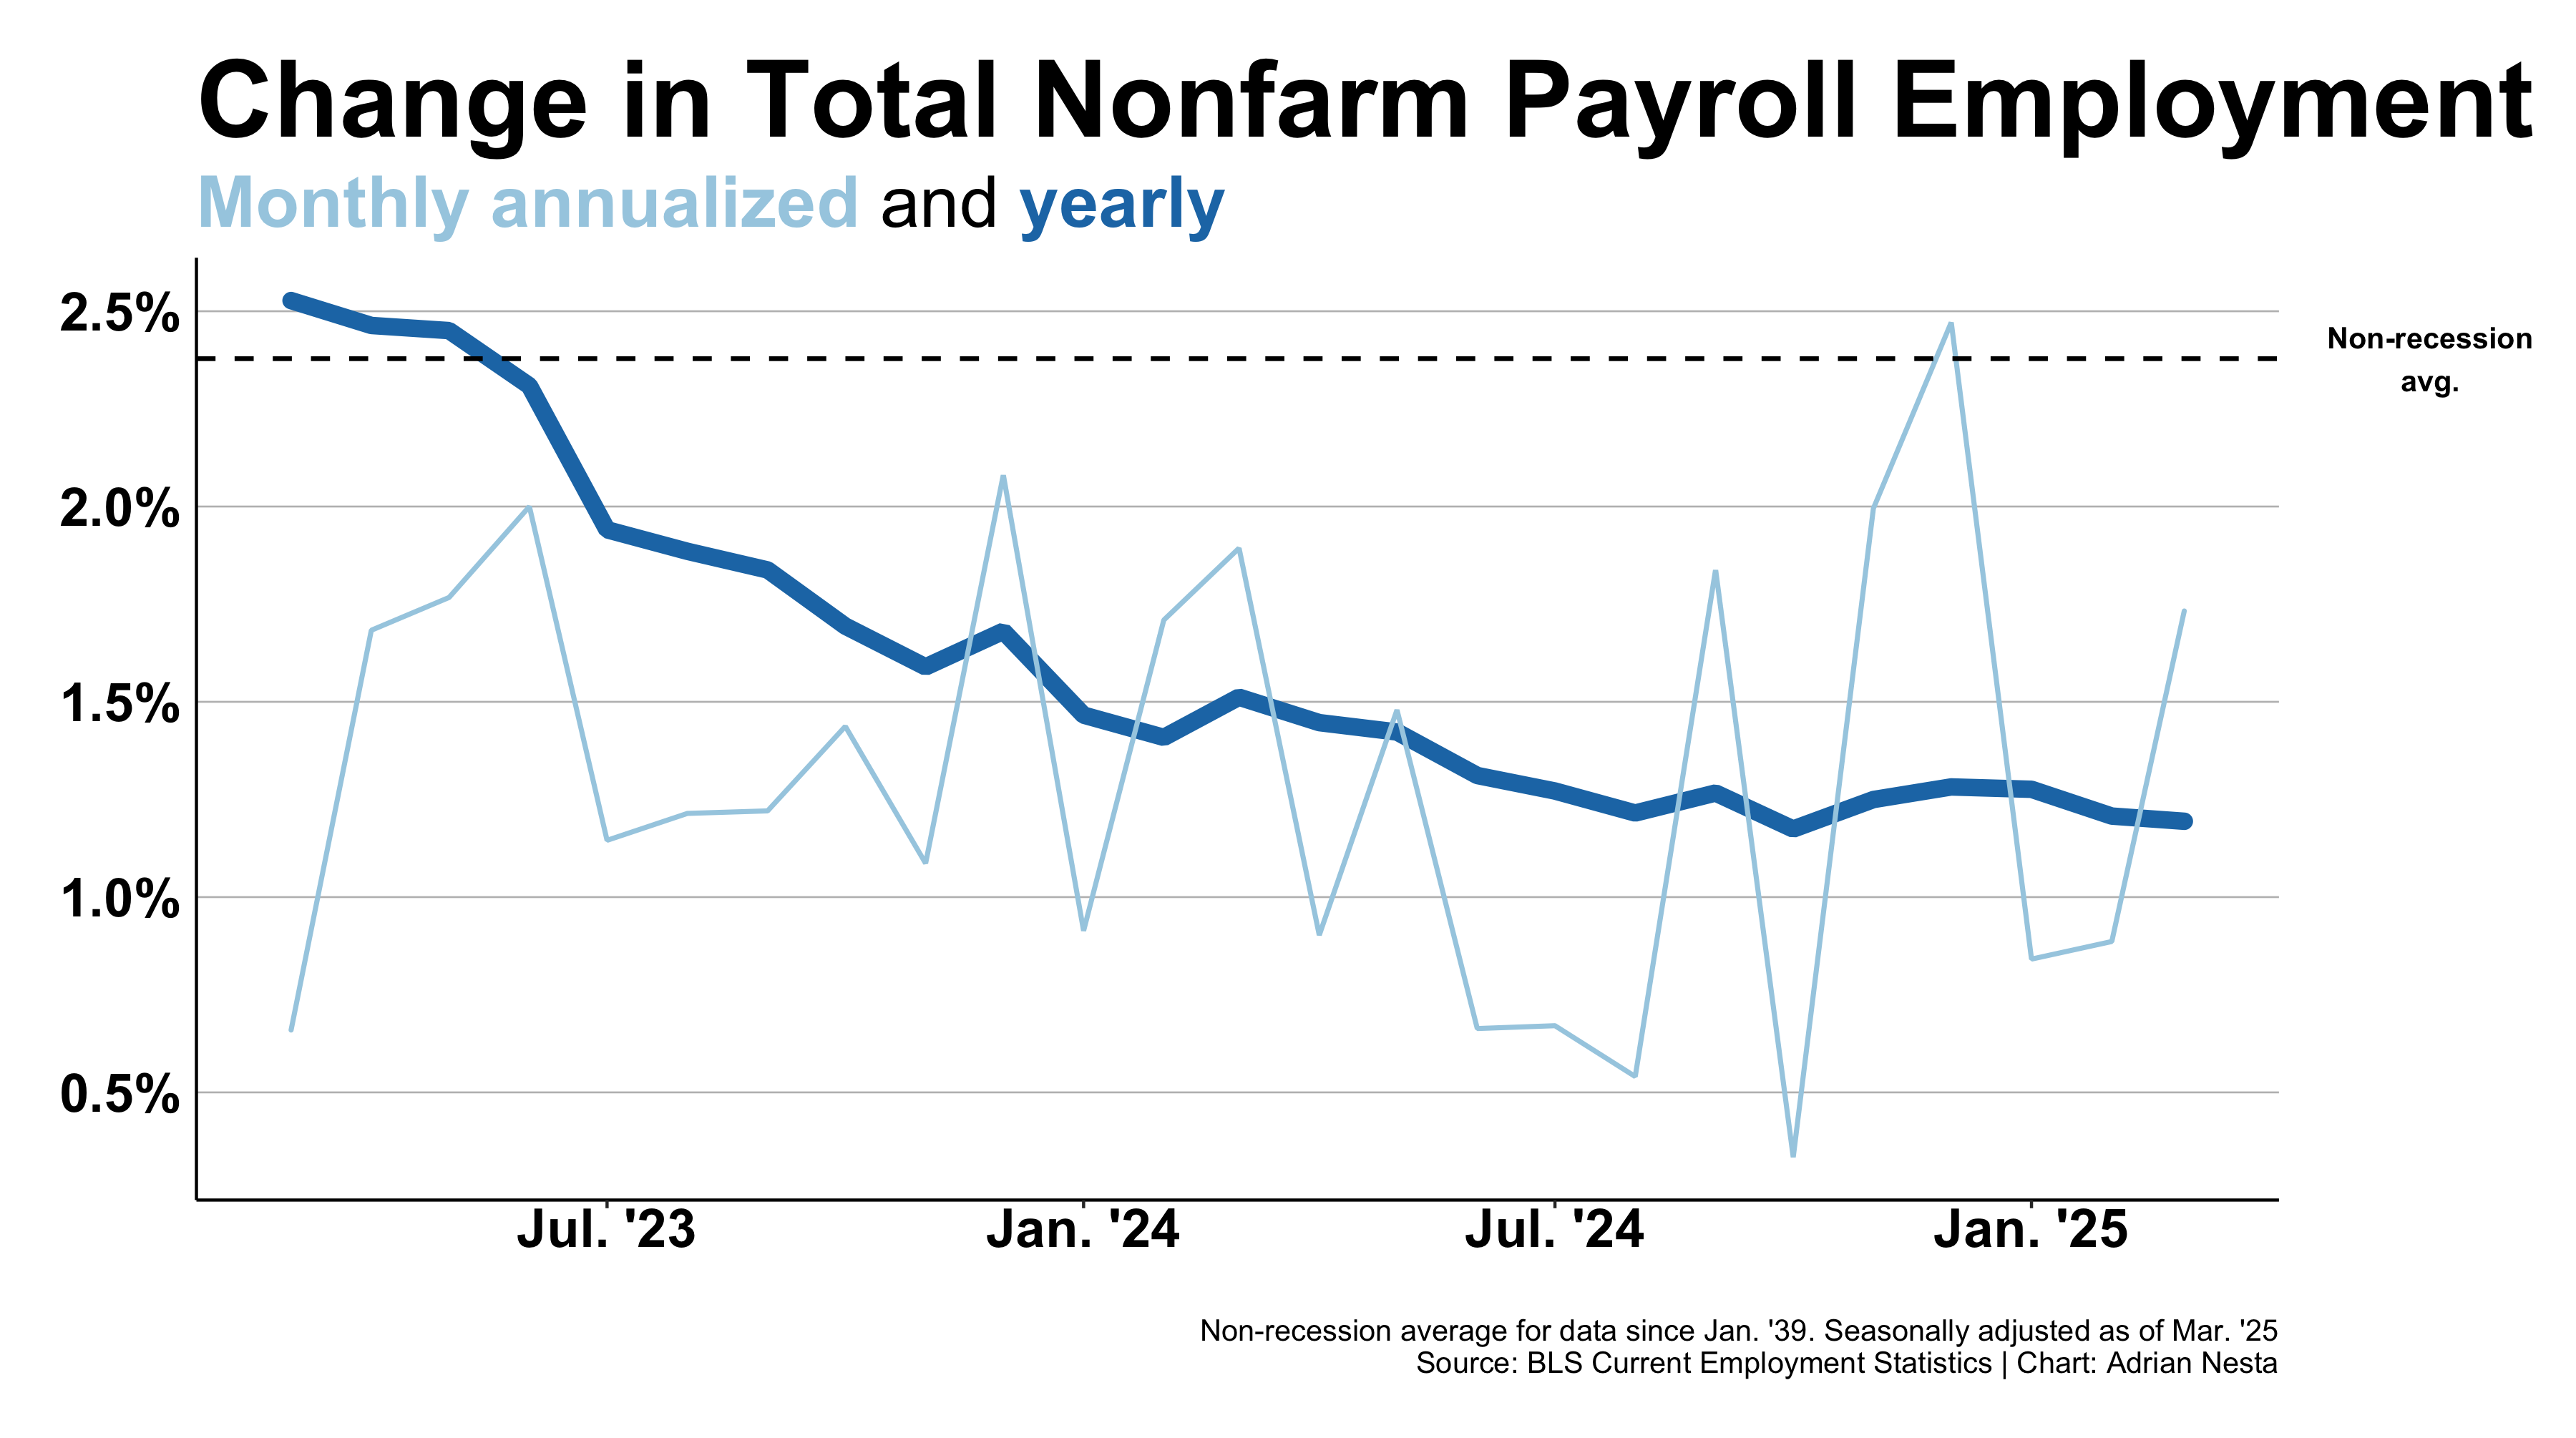 Change in Total Nonfarm Payroll Employment
Monthly annualized and yearly
2.5%
Non-recession
avg.
2.0%
1.5%
1.0%
0.5%
Jul. '23
Jan. '24
Jul. '24
Jan. '25
Non-recession average for data since Jan. '39. Seasonally adjusted as of Mar. '25
Source: BLS Current Employment Statistics | Chart: Adrian Nesta